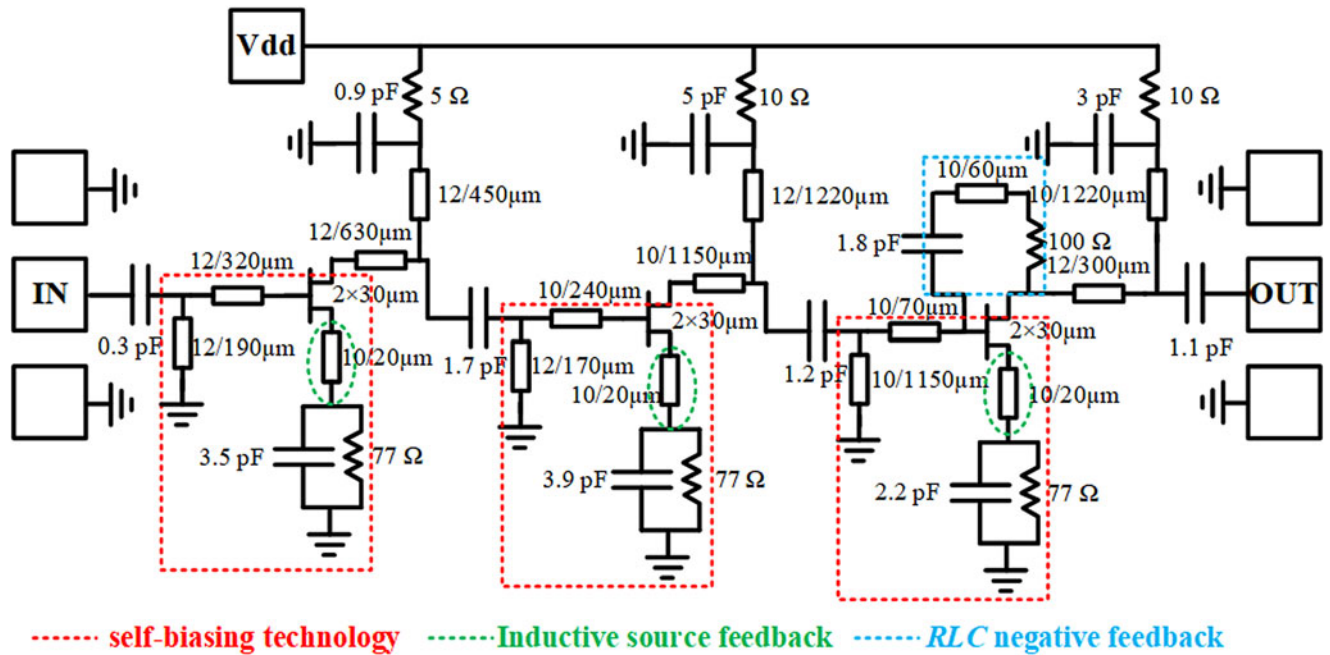 Vdd
0.9 pF
5 Ω
5 pF
10 Ω
3 pF
10 Ω
12/450μm
12/1220μm
10/60μm
10/1220μm
12/630μm
10/1150μm
1.8 pF
100 Ω
12/320μm
10/240μm
10/70μm
12/300μm
IN
2×30μm
2×30μm
2×30μm
OUT
0.3 pF
12/190μm
10/20μm
1.7 pF
12/170μm
10/20μm
1.2 pF
10/1150μm
10/20μm
1.1 pF
3.5 pF
77 Ω
3.9 pF
77 Ω
2.2 pF
77 Ω
self-biasing technology
Inductive source feedback
RLC negative feedback